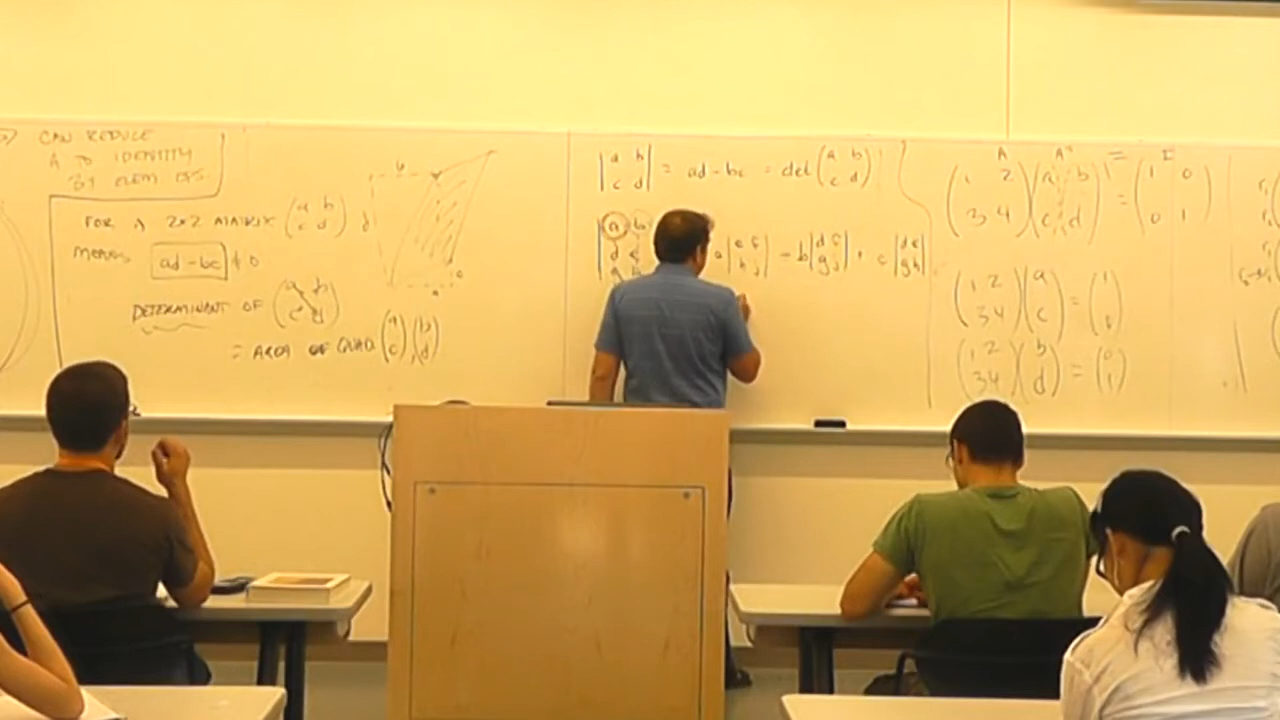 CAN REDUCE
A TO IDENTITY
BY ELEM OPS
FOR A 2x2 MATRIX (a b
c d)
MEANS ad-bc ≠ 0
DETERMINANT OF (a b
c d)
= AREA OF QUAD (a
c), (b
d)
|a b
c d| = ad-bc = det (a b
c d)
a |e f
h j| - b |d f
g j| + c |d e
g h|
A A⁻¹ = I
(1 2
3 4) (a b
c d) = (1 0
0 1)
(1 2
3 4) (a
c) = (1
0)
(1 2
3 4) (b
d) = (0
1)